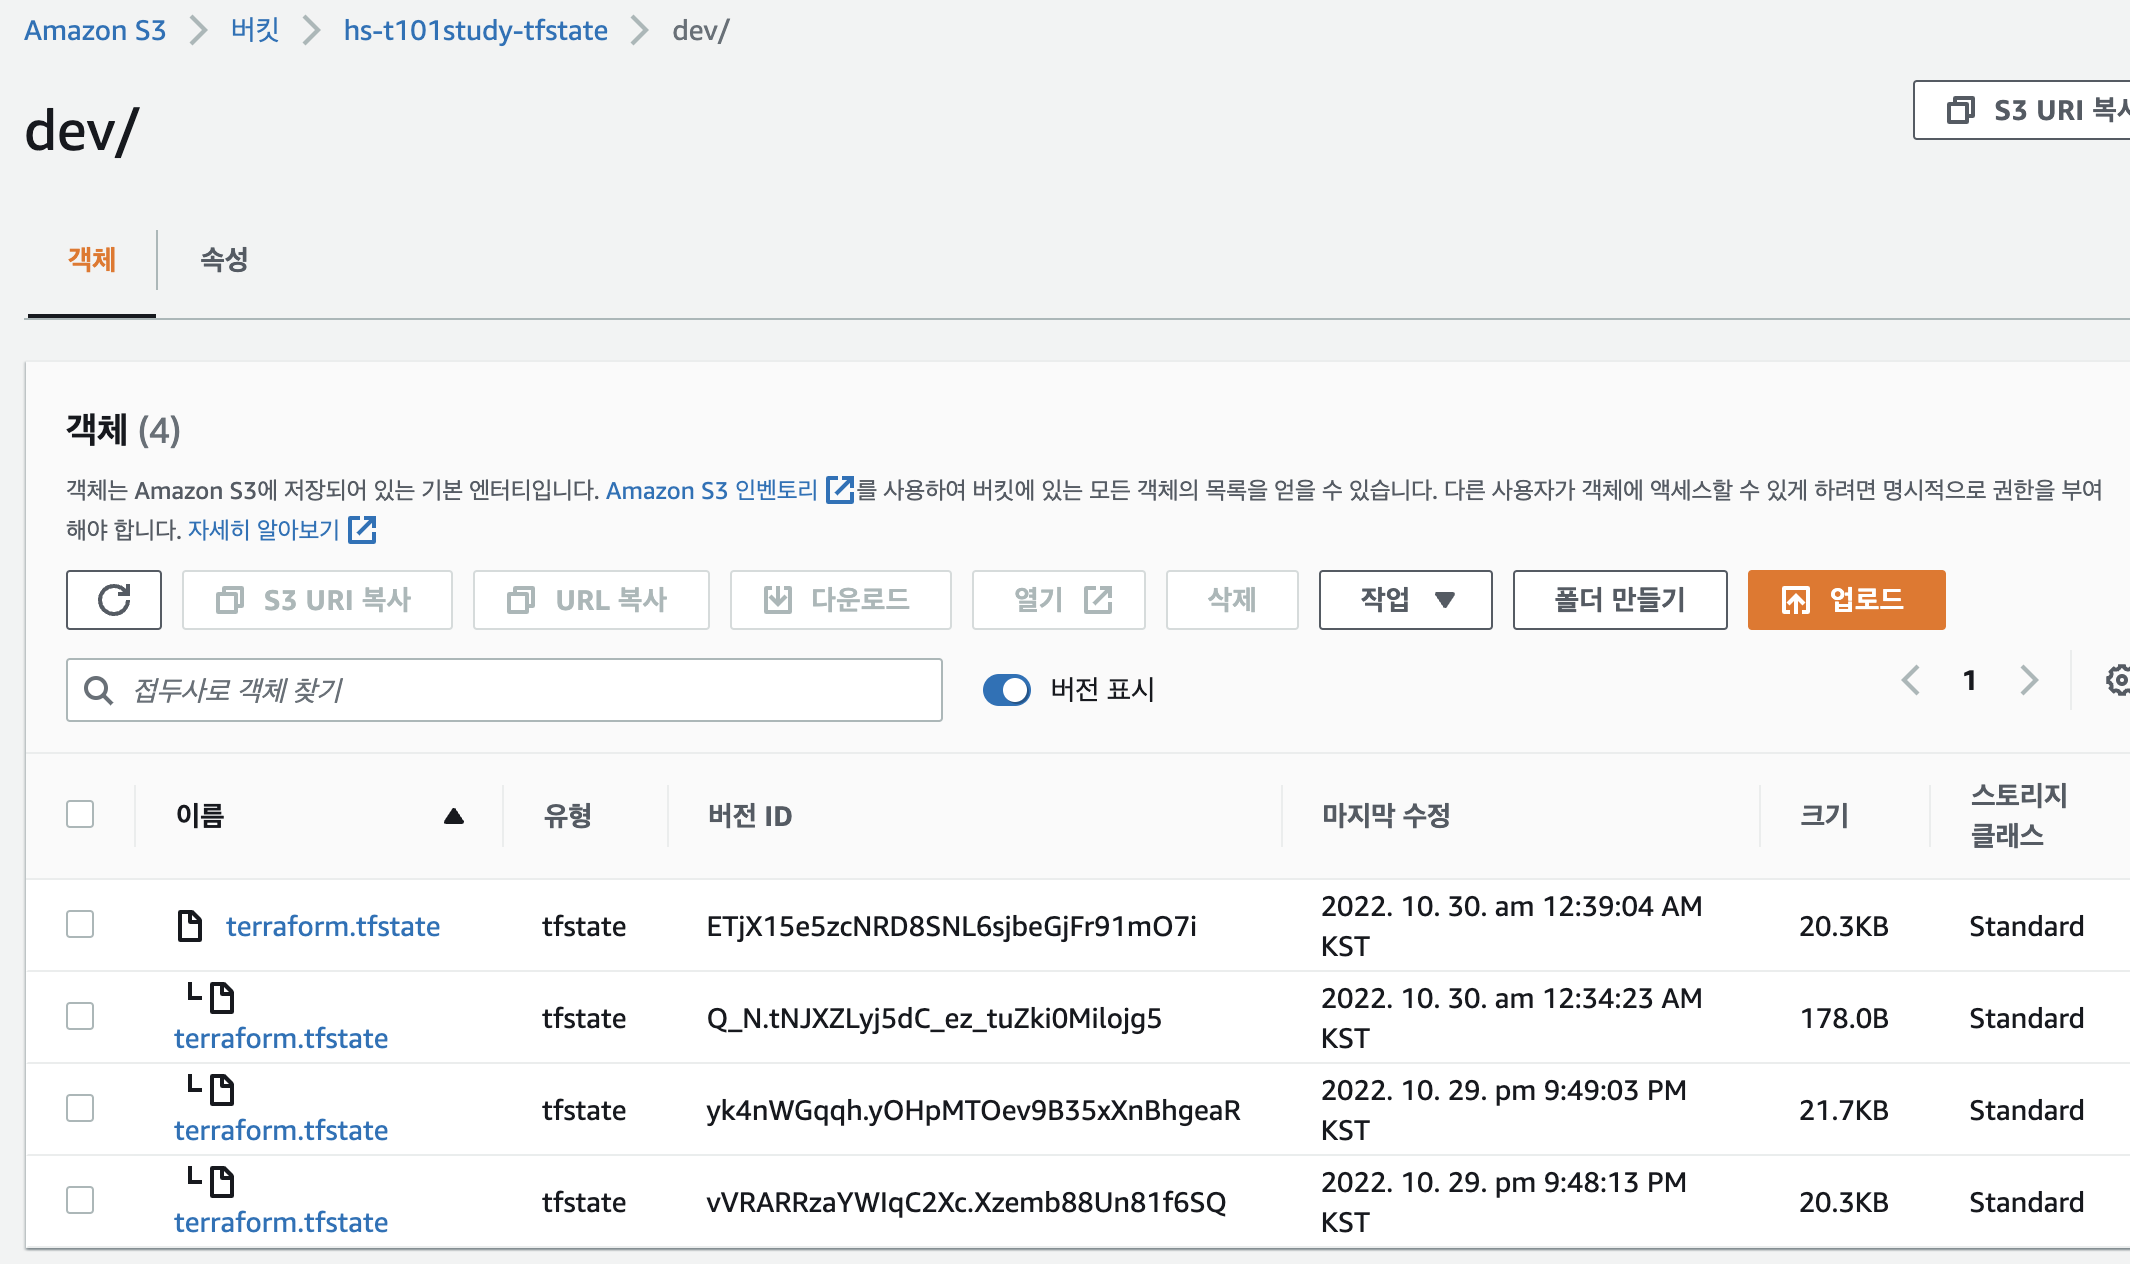 Amazon S3 > 버킷 > hs-t101study-tfstate > dev/
dev/
S3 URI 복사
객체
속성
객체 (4)
객체는 Amazon S3에 저장되어 있는 기본 엔터티입니다. Amazon S3 인벤토리 를 사용하여 버킷에 있는 모든 객체의 목록을 얻을 수 있습니다. 다른 사용자가 객체에 액세스할 수 있게 하려면 명시적으로 권한을 부여
해야 합니다. 자세히 알아보기
S3 URI 복사 URL 복사 다운로드 열기 삭제 작업 폴더 만들기 업로드
접두사로 객체 찾기 버전 표시 1
이름 유형 버전 ID 마지막 수정 크기 스토리지
클래스
terraform.tfstate tfstate ETjX15e5zcNRD8SNL6sjbeGjFr91mO7i 2022. 10. 30. am 12:39:04 AM 20.3KB Standard
KST
terraform.tfstate tfstate Q_N.tNJXZLyj5dC_ez_tuZki0Milojg5 2022. 10. 30. am 12:34:23 AM 178.0B Standard
KST
terraform.tfstate tfstate yk4nWGqqh.yOHpMTOev9B35xXnBhgeaR 2022. 10. 29. pm 9:49:03 PM 21.7KB Standard
KST
terraform.tfstate tfstate vVRARRzaYWIqC2Xc.Xzemb88Un81f6SQ 2022. 10. 29. pm 9:48:13 PM 20.3KB Standard
KST